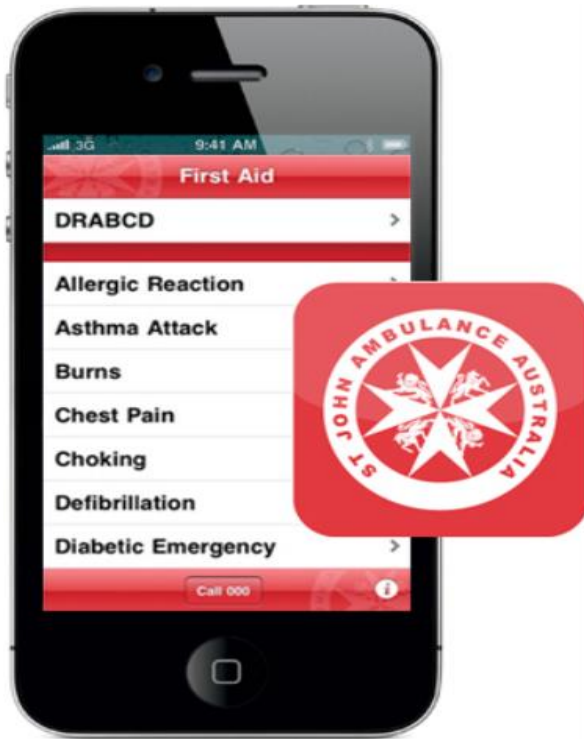 3G 9:41 AM
First Aid
DRABCD
Allergic Reaction
Asthma Attack
Burns
Chest Pain
Choking
Defibrillation
Diabetic Emergency
Call 000
i
ST JOHN AMBULANCE AUSTRALIA